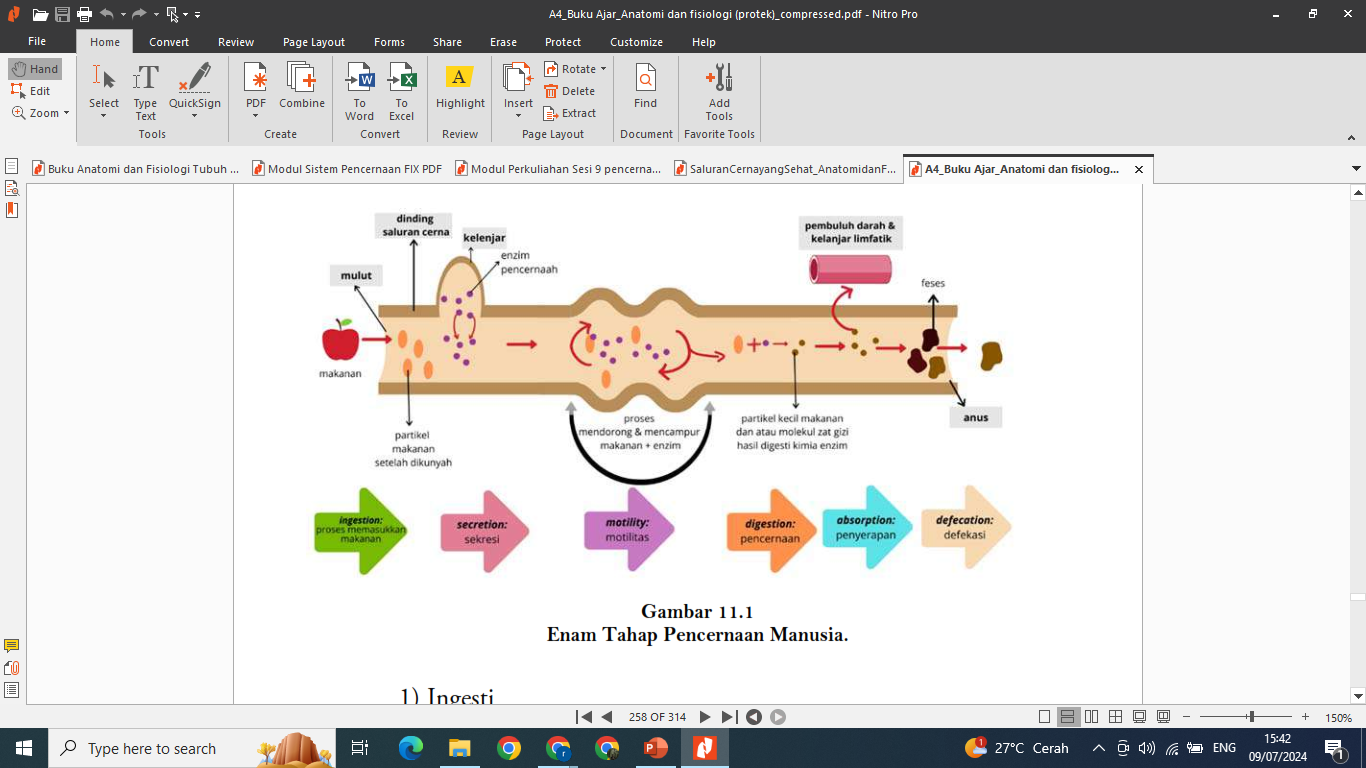 A4_Buku Ajar_Anatomi dan fisiologi (protek)_compressed.pdf - Nitro Pro
File
Home
Convert
Review
Page Layout
Forms
Share
Erase
Protect
Customize
Help
Hand
Edit
Zoom
Select
Type
Text
QuickSign
Tools
PDF
Combine
Create
To
Word
To
Excel
Convert
Highlight
Review
Insert
Rotate
Delete
Extract
Page Layout
Find
Document
Add
Tools
Favorite Tools
Buku Anatomi dan Fisiologi Tubuh ...
Modul Sistem Pencernaan FIX PDF
Modul Perkuliahan Sesi 9 pencerna...
SaluranCernayangSehat_AnatomidanF...
A4_Buku Ajar_Anatomi dan fisiolog...
dinding
saluran cerna
kelenjar
enzim
pencernaah
mulut
makanan
partikel
makanan
setelah dikunyah
proses
mendorong & mencampur
makanan + enzim
pembuluh darah &
kelanjar limfatik
feses
partikel kecil makanan
dan atau molekul zat gizi
hasil digesti kimia enzim
anus
ingestion:
proses memasukkan
makanan
secretion:
sekresi
motility:
motilitas
digestion:
pencernaan
absorption:
penyerapan
defecation:
defekasi
Gambar 11.1
Enam Tahap Pencernaan Manusia.
1) Ingesti
258 OF 314
150%
Type here to search
27°C Cerah
ENG
15:42
09/07/2024